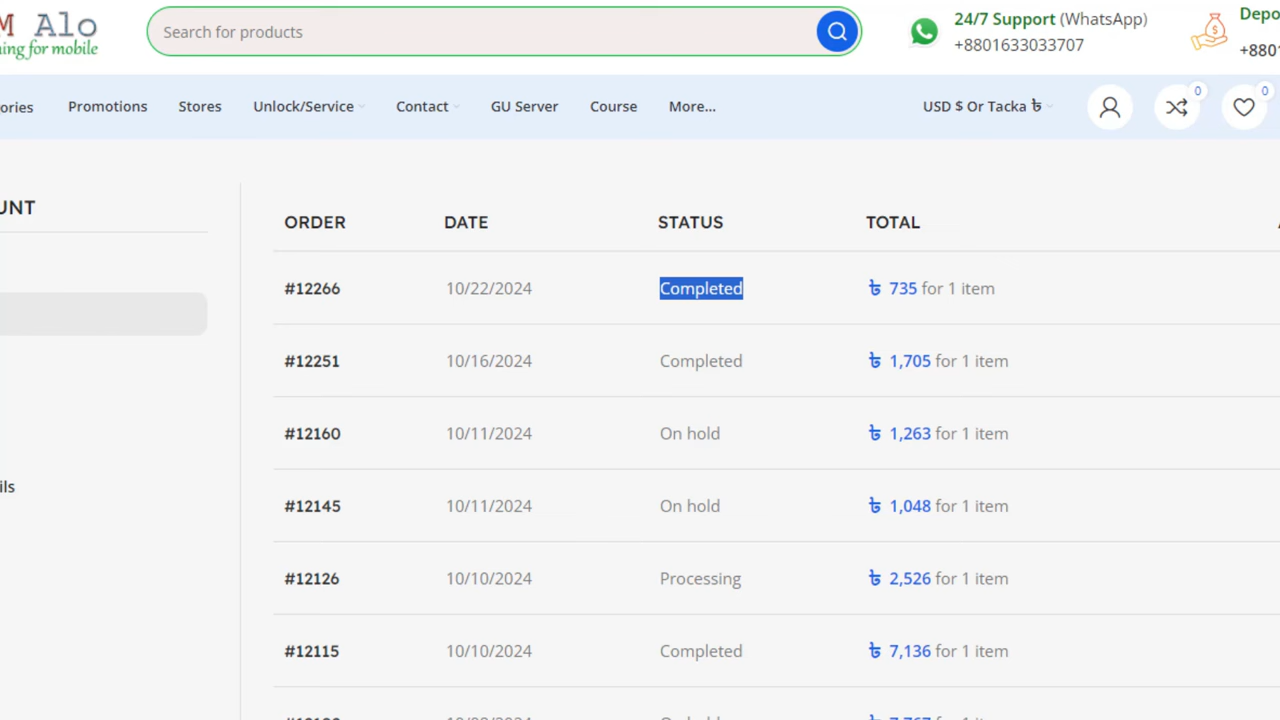 M Alo
ing for mobile
Search for products
24/7 Support (WhatsApp)
+8801633033707
Depo
+8801
ories
Promotions
Stores
Unlock/Service
Contact
GU Server
Course
More...
USD $ Or Tacka ৳
0
0
UNT
ils
ORDER DATE STATUS TOTAL
#12266 10/22/2024 Completed ৳ 735 for 1 item
#12251 10/16/2024 Completed ৳ 1,705 for 1 item
#12160 10/11/2024 On hold ৳ 1,263 for 1 item
#12145 10/11/2024 On hold ৳ 1,048 for 1 item
#12126 10/10/2024 Processing ৳ 2,526 for 1 item
#12115 10/10/2024 Completed ৳ 7,136 for 1 item